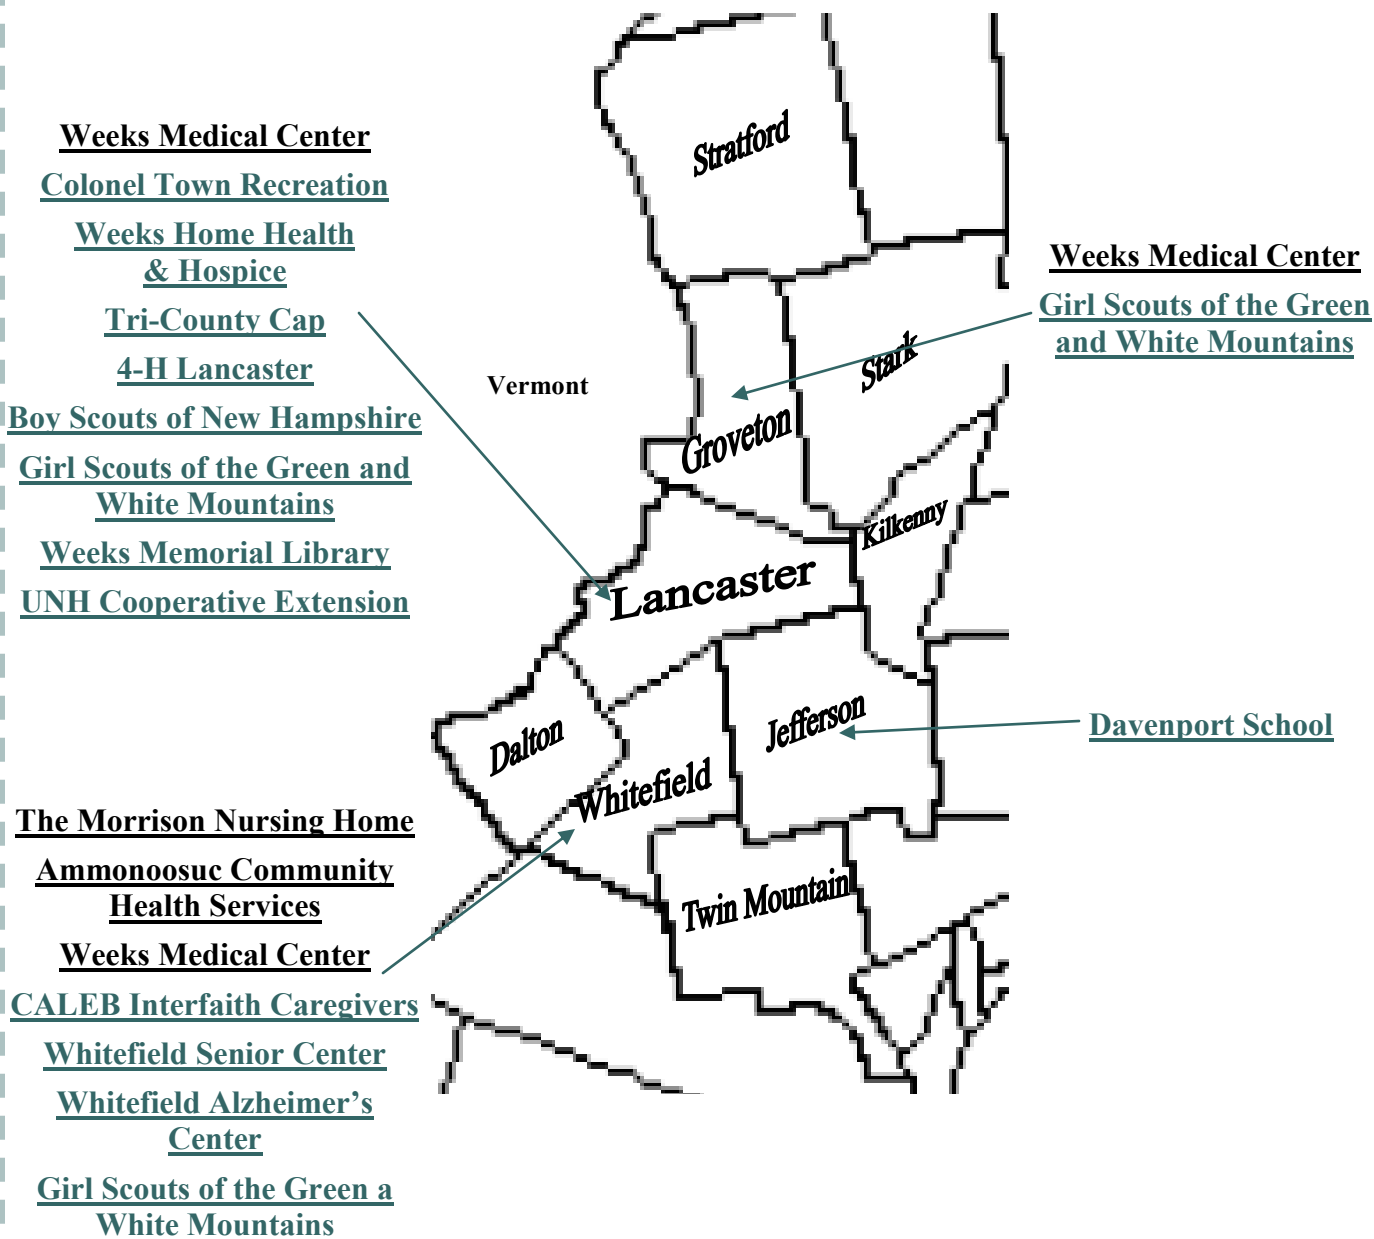 Weeks Medical Center
Colonel Town Recreation
Weeks Home Health
& Hospice
Tri-County Cap
4-H Lancaster
Boy Scouts of New Hampshire
Girl Scouts of the Green and
White Mountains
Weeks Memorial Library
UNH Cooperative Extension
The Morrison Nursing Home
Ammonoosuc Community
Health Services
Weeks Medical Center
CALEB Interfaith Caregivers
Whitefield Senior Center
Whitefield Alzheimer’s
Center
Girl Scouts of the Green a
White Mountains
Stratford
Vermont
Stark
Groveton
Kilkenny
Lancaster
Dalton
Jefferson
Whitefield
Twin Mountain
Weeks Medical Center
Girl Scouts of the Green
and White Mountains
Davenport School